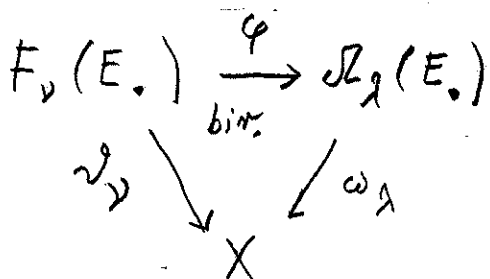 φ
F_ν (E_•) → Ω_λ (E_•)
bir.
ϑ_ν ω_λ
X